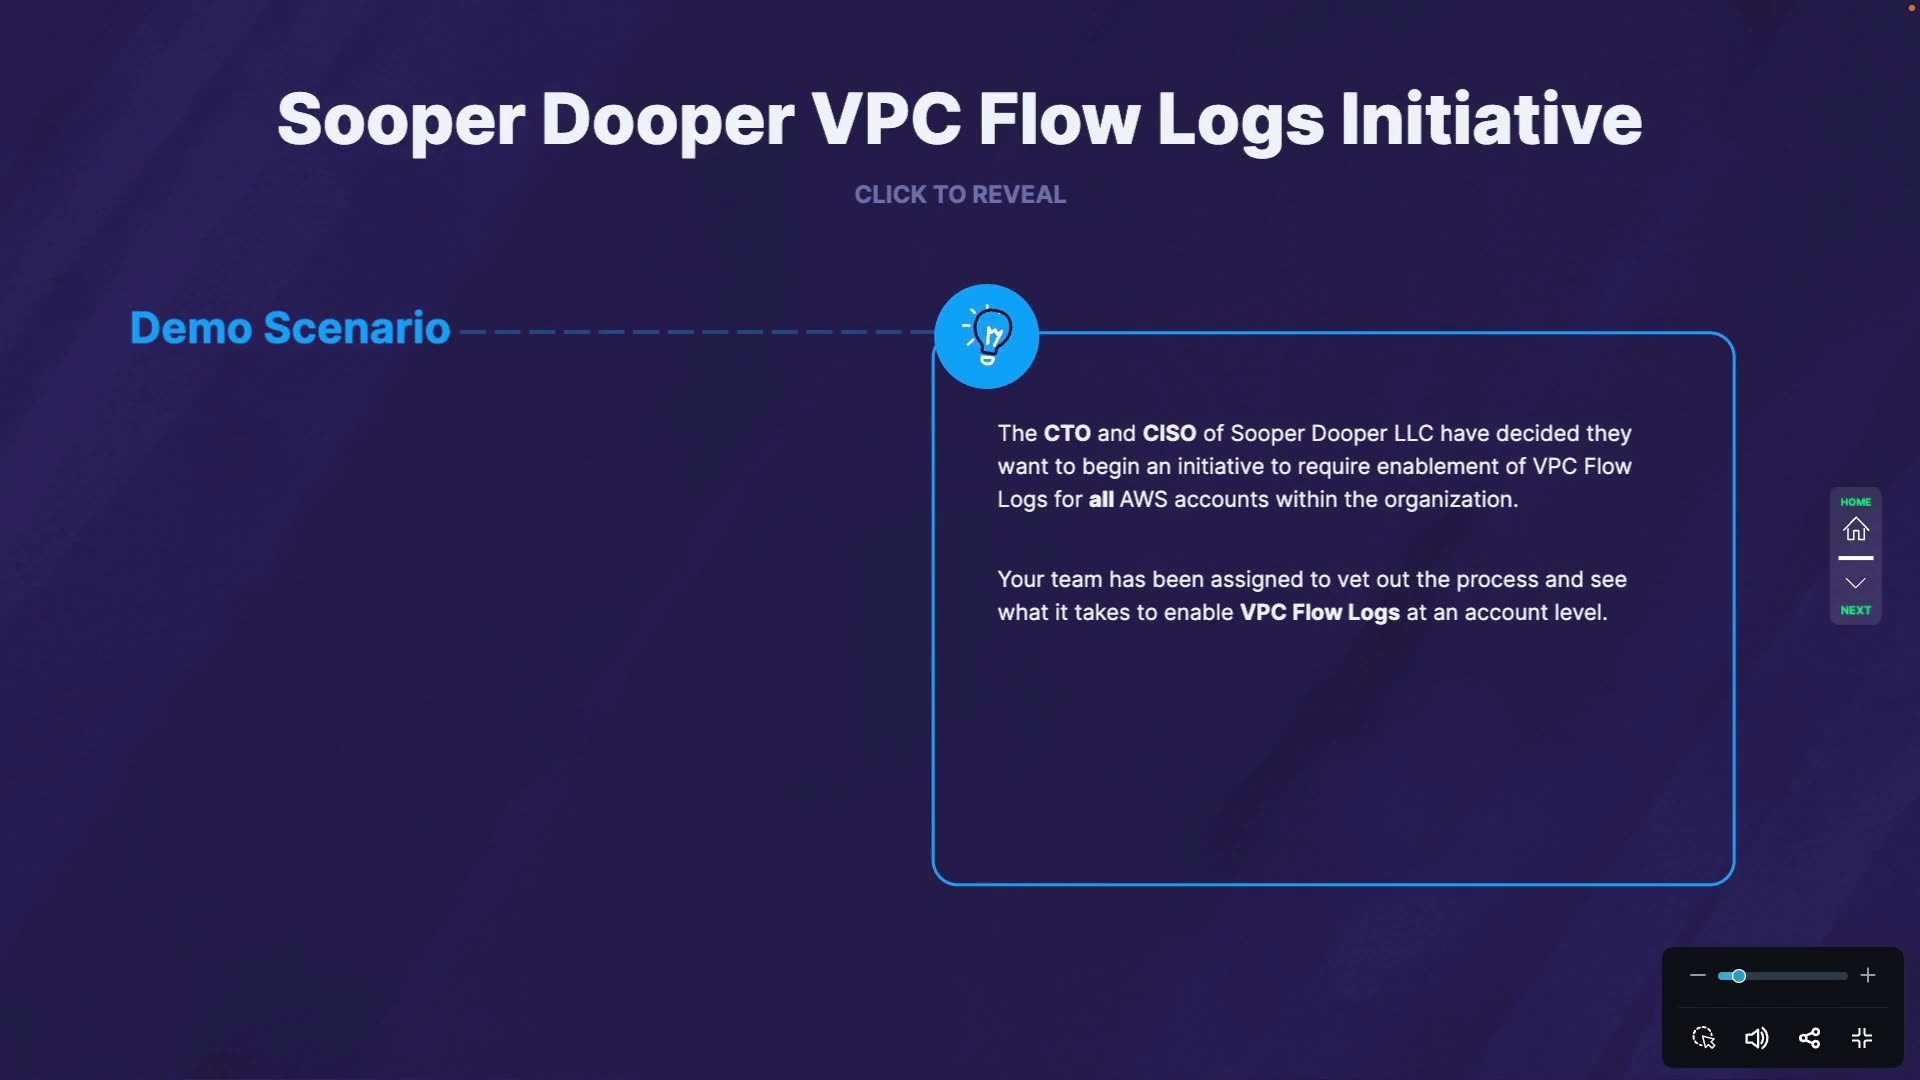 Sooper Dooper VPC Flow Logs Initiative
CLICK TO REVEAL
Demo Scenario
The CTO and CISO of Sooper Dooper LLC have decided they
want to begin an initiative to require enablement of VPC Flow
Logs for all AWS accounts within the organization.
Your team has been assigned to vet out the process and see
what it takes to enable VPC Flow Logs at an account level.
HOME
NEXT